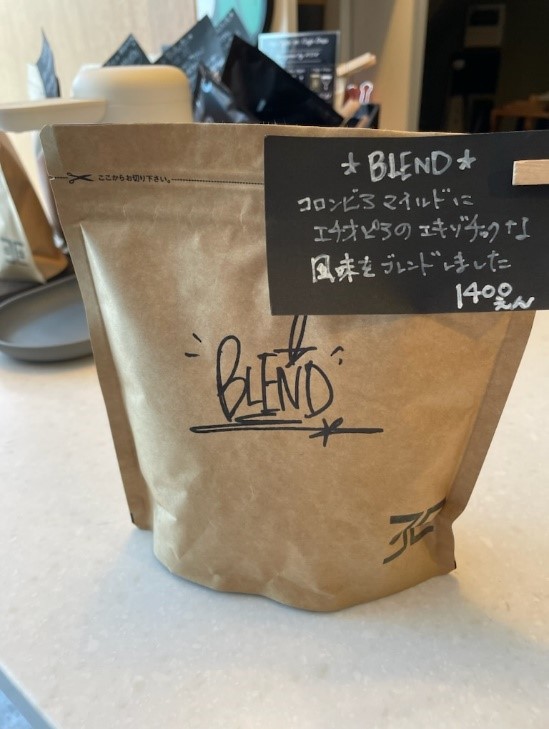 ここからお切り下さい。
★BLEND★
コロンビアマイルドに
エチオピアのエキゾチックな
風味をブレンドしました
1400えん
BLEND